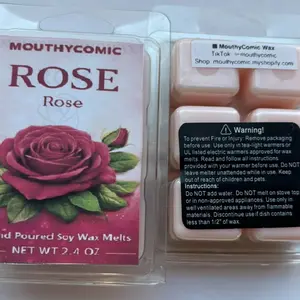 MOUTHYCOMIC
ROSE
Rose
Poured Soy Wax Melts
NET WT 2.4 OZ
MouthyComic Wax
TikTok: mouthycomic
Shop: mouthycomic.myshopify.com
Warning!
To prevent Fire or Injury: Remove packaging
before use. Use only in tea-light warmers or
UL listed electric warmers approved for wax
melts. Read and follow all instructions
provided with your warmer before use. Do NOT
leave melter unattended while in use. Keep
out of reach of children and pets.
Instructions:
Do NOT add water. Do NOT melt on stove top
or in non-approved appliances. Use only in
well ventilated areas away from flammable
materials. Discontinue use if dish contains
less than 1/2" of wax.